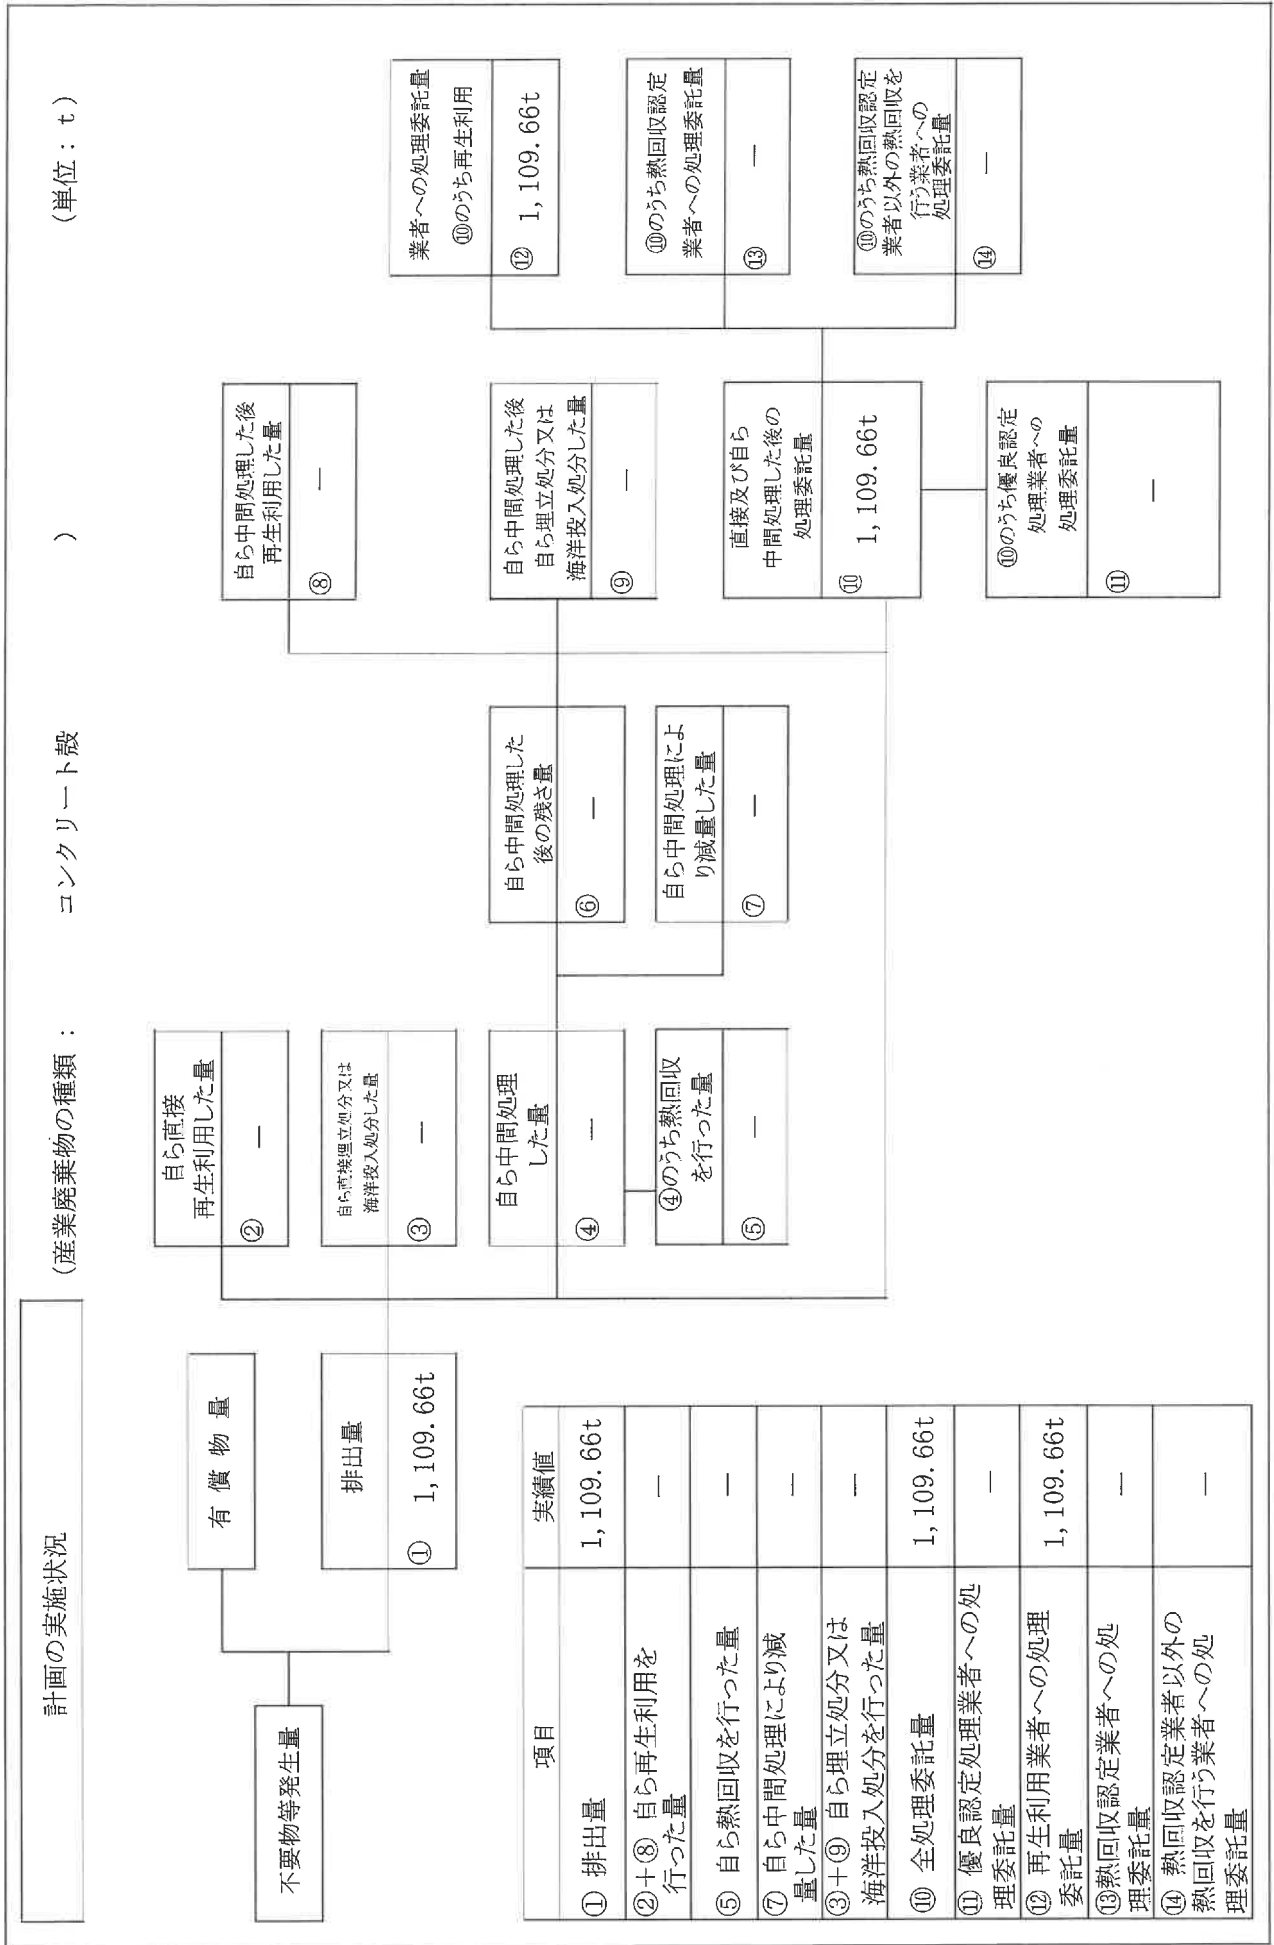 計画の実施状況
(産業廃棄物の種類： コンクリート殻 )
(単位：t)
不要物等発生量
有 償 物 量
排出量
① 1,109.66t
自ら直接
再生利用した量
② —
自ら直接埋立処分又は
海洋投入処分した量
③ —
自ら中間処理
した量
④ —
④のうち熱回収
を行った量
⑤ —
自ら中間処理した
後の残さ量
⑥ —
自ら中間処理によ
り減量した量
⑦ —
自ら中間処理した後
再生利用した量
⑧ —
自ら中間処理した後
自ら埋立処分又は
海洋投入処分した量
⑨ —
直接及び自ら
中間処理した後の
処理委託量
⑩ 1,109.66t
⑩のうち優良認定
処理業者への
処理委託量
⑪ —
業者への処理委託量
⑩のうち再生利用
⑫ 1,109.66t
⑩のうち熱回収認定
業者への処理委託量
⑬ —
⑩のうち熱回収認定
業者以外の熱回収を
行う業者への
処理委託量
⑭ —
項目 実績値
① 排出量 1,109.66t
②＋⑧ 自ら再生利用を
行った量 —
⑤ 自ら熱回収を行った量 —
⑦ 自ら中間処理により減
量した量 —
③＋⑨ 自ら埋立処分又は
海洋投入処分を行った量 —
⑩ 全処理委託量 1,109.66t
⑪ 優良認定処理業者への処
理委託量 —
⑫ 再生利用業者への処理
委託量 1,109.66t
⑬熱回収認定業者への処
理委託量 —
⑭ 熱回収認定業者以外の
熱回収を行う業者への処
理委託量 —